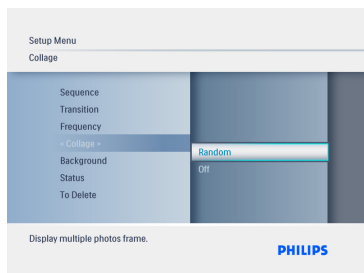 Setup Menu
Collage
Sequence
Transition
Frequency
- Collage -
Background
Status
To Delete
Random
Off
Display multiple photos frame.
PHILIPS